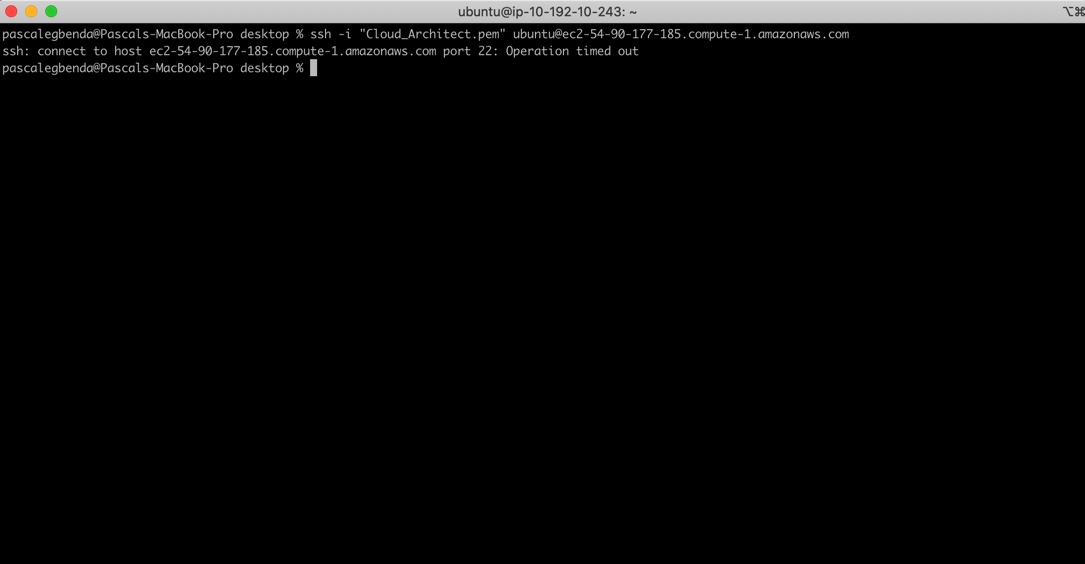 ubuntu@ip-10-192-10-243: ~
⌥⌘
pascalegbenda@Pascals-MacBook-Pro desktop % ssh -i "Cloud_Architect.pem" ubuntu@ec2-54-90-177-185.compute-1.amazonaws.com
ssh: connect to host ec2-54-90-177-185.compute-1.amazonaws.com port 22: Operation timed out
pascalegbenda@Pascals-MacBook-Pro desktop %